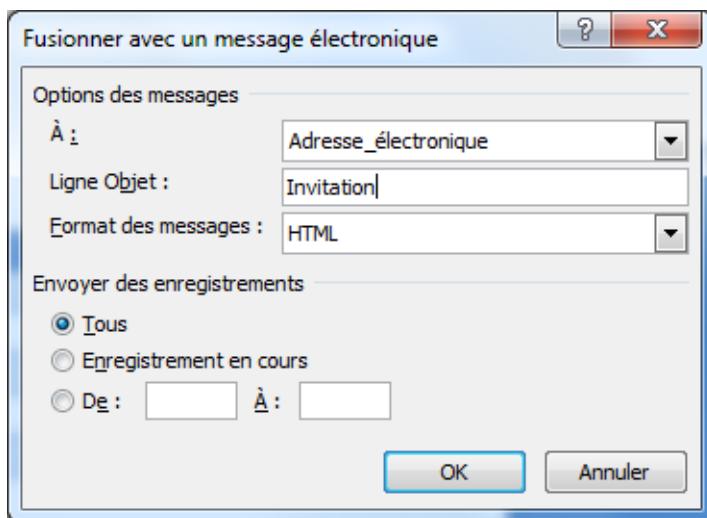 Fusionner avec un message électronique
Options des messages
À : Adresse_électronique
Ligne Objet : Invitation
Format des messages : HTML
Envoyer des enregistrements
Tous
Enregistrement en cours
De : À :
OK Annuler